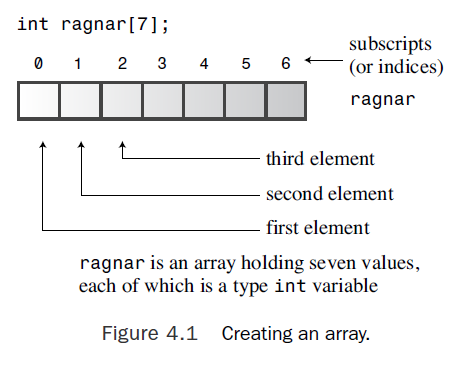 int ragnar[7];
0 1 2 3 4 5 6
subscripts
(or indices)
ragnar
third element
second element
first element
ragnar is an array holding seven values,
each of which is a type int variable
Figure 4.1 Creating an array.